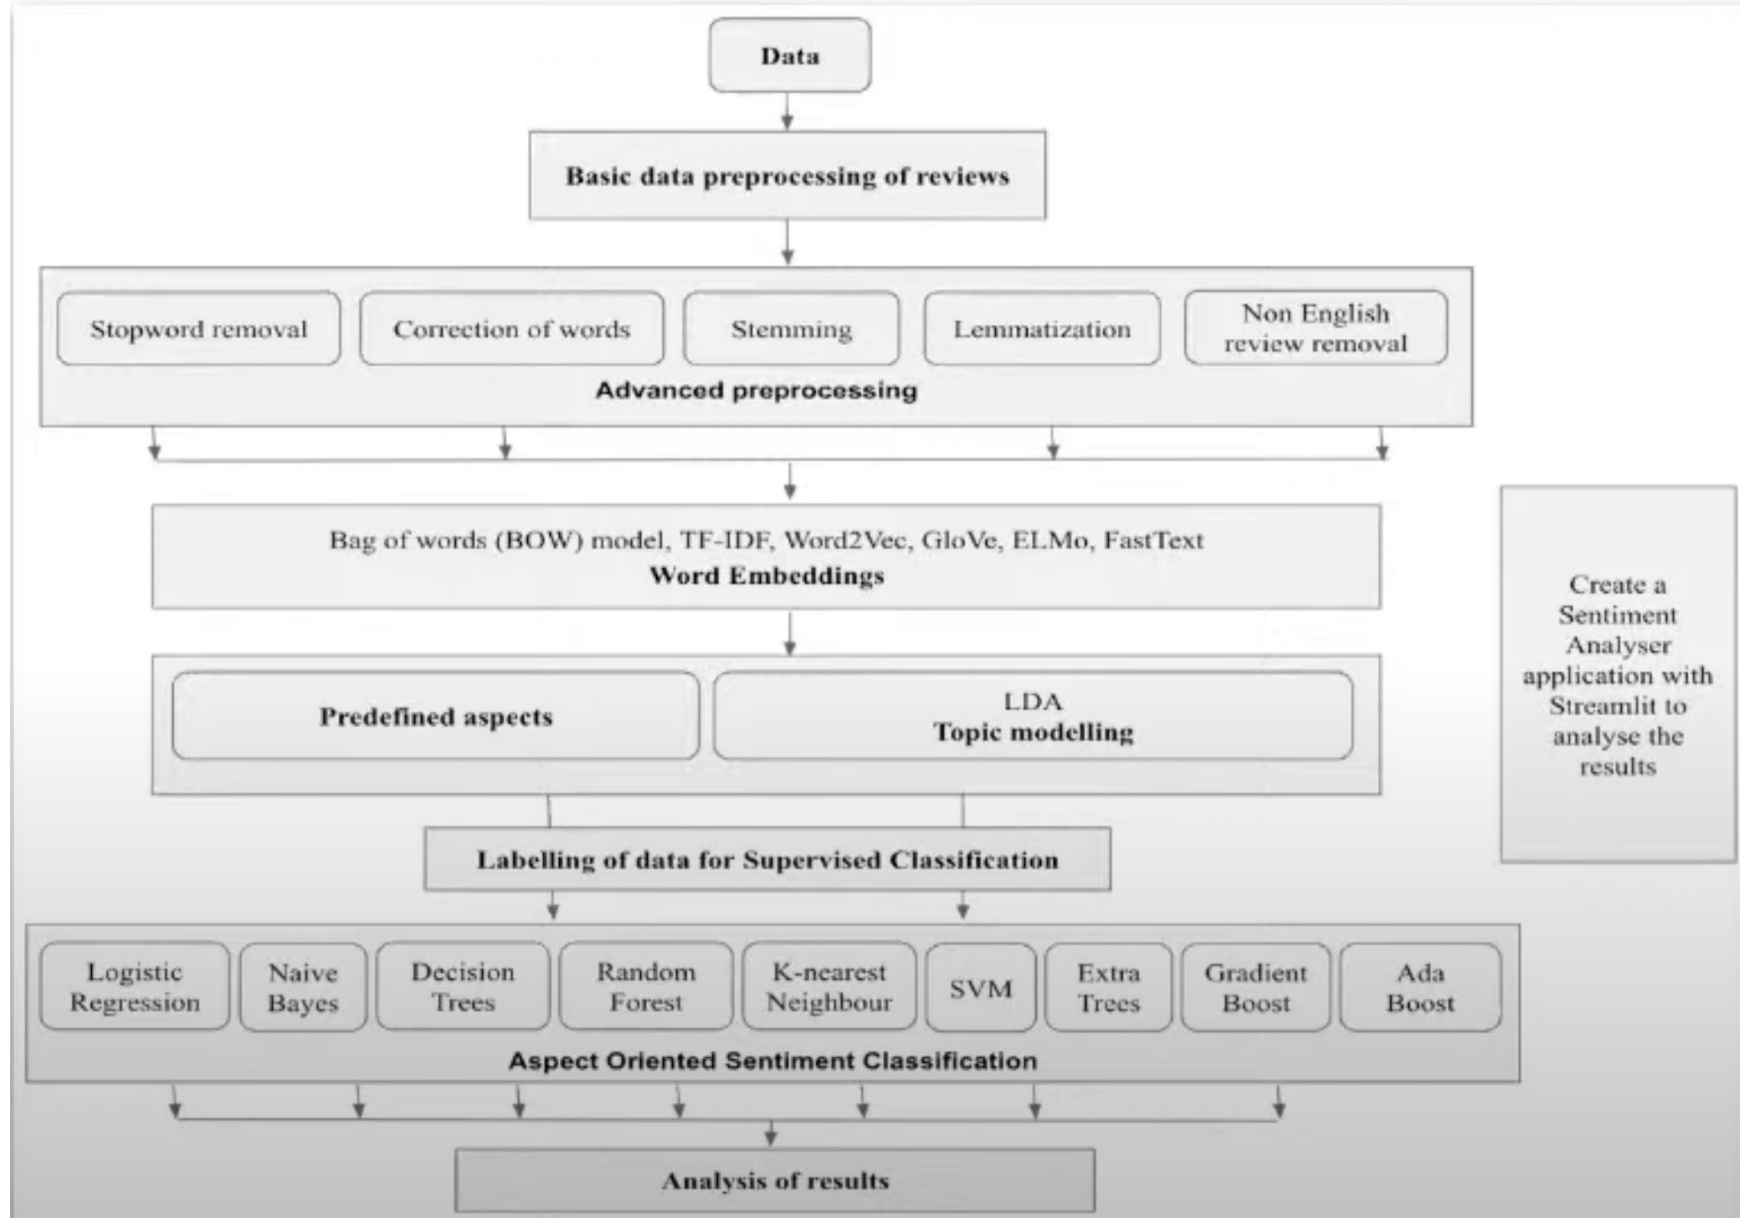 Data
Basic data preprocessing of reviews
Stopword removal
Correction of words
Stemming
Lemmatization
Non English
review removal
Advanced preprocessing
Bag of words (BOW) model, TF-IDF, Word2Vec, GloVe, ELMo, FastText
Word Embeddings
Predefined aspects
LDA
Topic modelling
Labelling of data for Supervised Classification
Logistic
Regression
Naive
Bayes
Decision
Trees
Random
Forest
K-nearest
Neighbour
SVM
Extra
Trees
Gradient
Boost
Ada
Boost
Aspect Oriented Sentiment Classification
Analysis of results
Create a
Sentiment
Analyser
application with
Streamlit to
analyse the
results